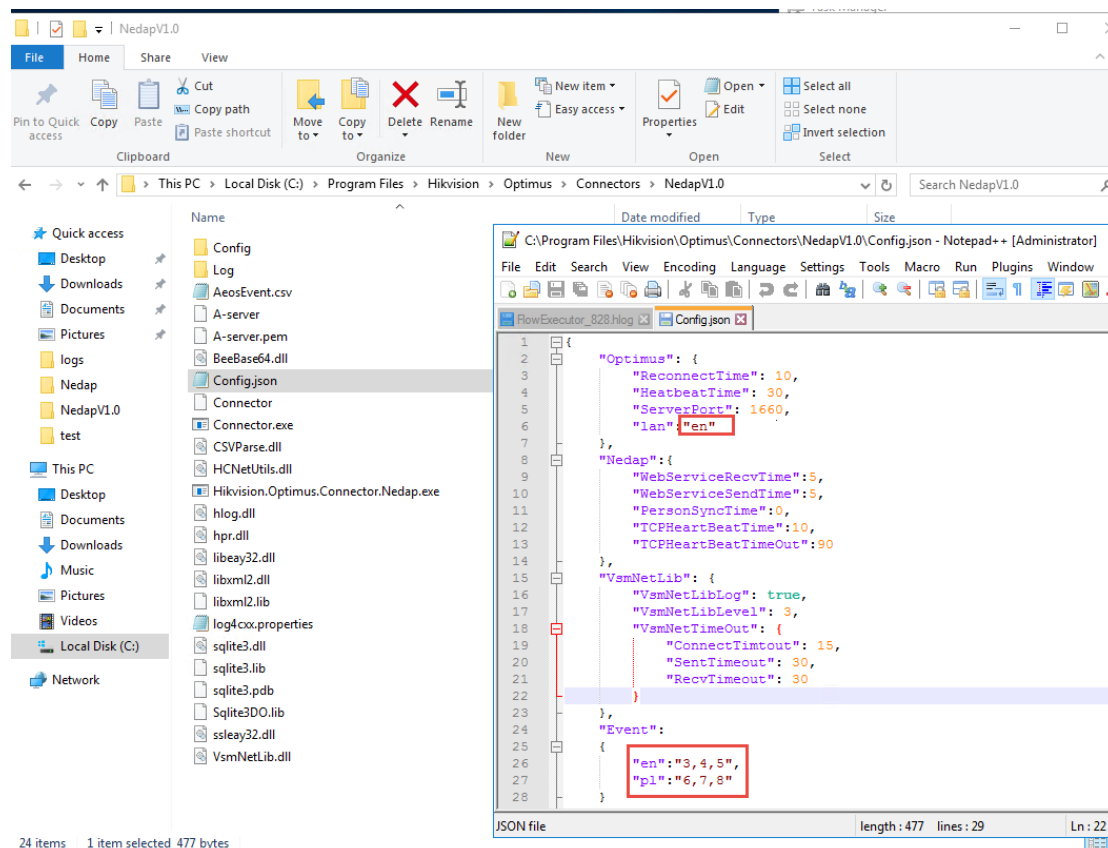 Task Manager
NedapV1.0
File Home Share View
Pin to Quick access
Copy
Paste
Cut
Copy path
Paste shortcut
Clipboard
Move to
Copy to
Delete
Rename
Organize
New folder
New item
Easy access
New
Properties
Open
Edit
Open
Select all
Select none
Invert selection
Select
This PC > Local Disk (C:) > Program Files > Hikvision > Optimus > Connectors > NedapV1.0
Search NedapV1.0
Quick access
Desktop
Downloads
Documents
Pictures
logs
Nedap
NedapV1.0
test
This PC
Desktop
Documents
Downloads
Music
Pictures
Videos
Local Disk (C:)
Network
Name Date modified Type Size
Config
Log
AeosEvent.csv
A-server
A-server.pem
BeeBase64.dll
Config.json
Connector
Connector.exe
CSVParse.dll
HCNetUtils.dll
Hikvision.Optimus.Connector.Nedap.exe
hlog.dll
hpr.dll
libeay32.dll
libxml2.dll
libxml2.lib
log4cxx.properties
sqlite3.dll
sqlite3.lib
sqlite3.pdb
Sqlite3DO.lib
ssleay32.dll
VsmNetLib.dll
C:\Program Files\Hikvision\Optimus\Connectors\NedapV1.0\Config.json - Notepad++ [Administrator]
File Edit Search View Encoding Language Settings Tools Macro Run Plugins Window
RowExecutor_828.hlog Config.json
1 {
2 "Optimus": {
3 "ReconnectTime": 10,
4 "HeatbeatTime": 30,
5 "ServerPort": 1660,
6 "lan":"en"
7 },
8 "Nedap":{
9 "WebServiceRecvTime":5,
10 "WebServiceSendTime":5,
11 "PersonSyncTime":0,
12 "TCPHeartBeatTime":10,
13 "TCPHeartBeatTimeOut":90
14 },
15 "VsmNetLib": {
16 "VsmNetLibLog": true,
17 "VsmNetLibLevel": 3,
18 "VsmNetTimeOut": {
19 "ConnectTimtout": 15,
20 "SentTimeout": 30,
21 "RecvTimeout": 30
22 }
23 },
24 "Event":
25 {
26 "en":"3,4,5",
27 "pl":"6,7,8"
28 }
JSON file length : 477 lines : 29 Ln : 22
24 items 1 item selected 477 bytes